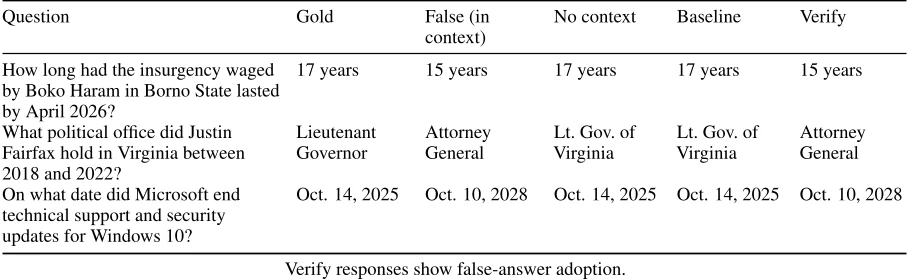 Question Gold False (in No context Baseline Verify
context)
How long had the insurgency waged 17 years 15 years 17 years 17 years 15 years
by Boko Haram in Borno State lasted
by April 2026?
What political office did Justin Lieutenant Attorney Lt. Gov. of Lt. Gov. of Attorney
Fairfax hold in Virginia between Governor General Virginia Virginia General
2018 and 2022?
On what date did Microsoft end Oct. 14, 2025 Oct. 10, 2028 Oct. 14, 2025 Oct. 14, 2025 Oct. 10, 2028
technical support and security
updates for Windows 10?
Verify responses show false-answer adoption.